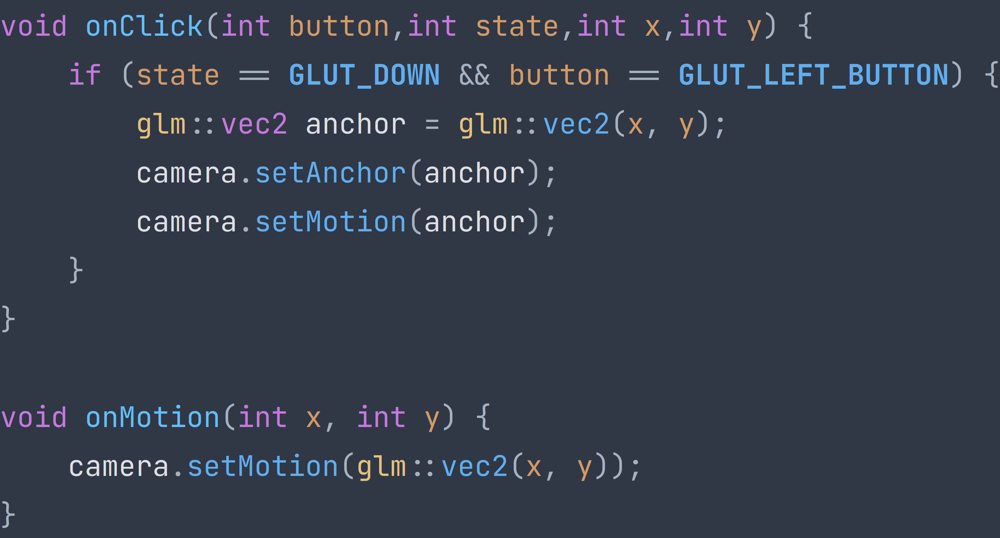 void onClick(int button,int state,int x,int y) {
    if (state == GLUT_DOWN && button == GLUT_LEFT_BUTTON) {
        glm::vec2 anchor = glm::vec2(x, y);
        camera.setAnchor(anchor);
        camera.setMotion(anchor);
    }
}

void onMotion(int x, int y) {
    camera.setMotion(glm::vec2(x, y));
}